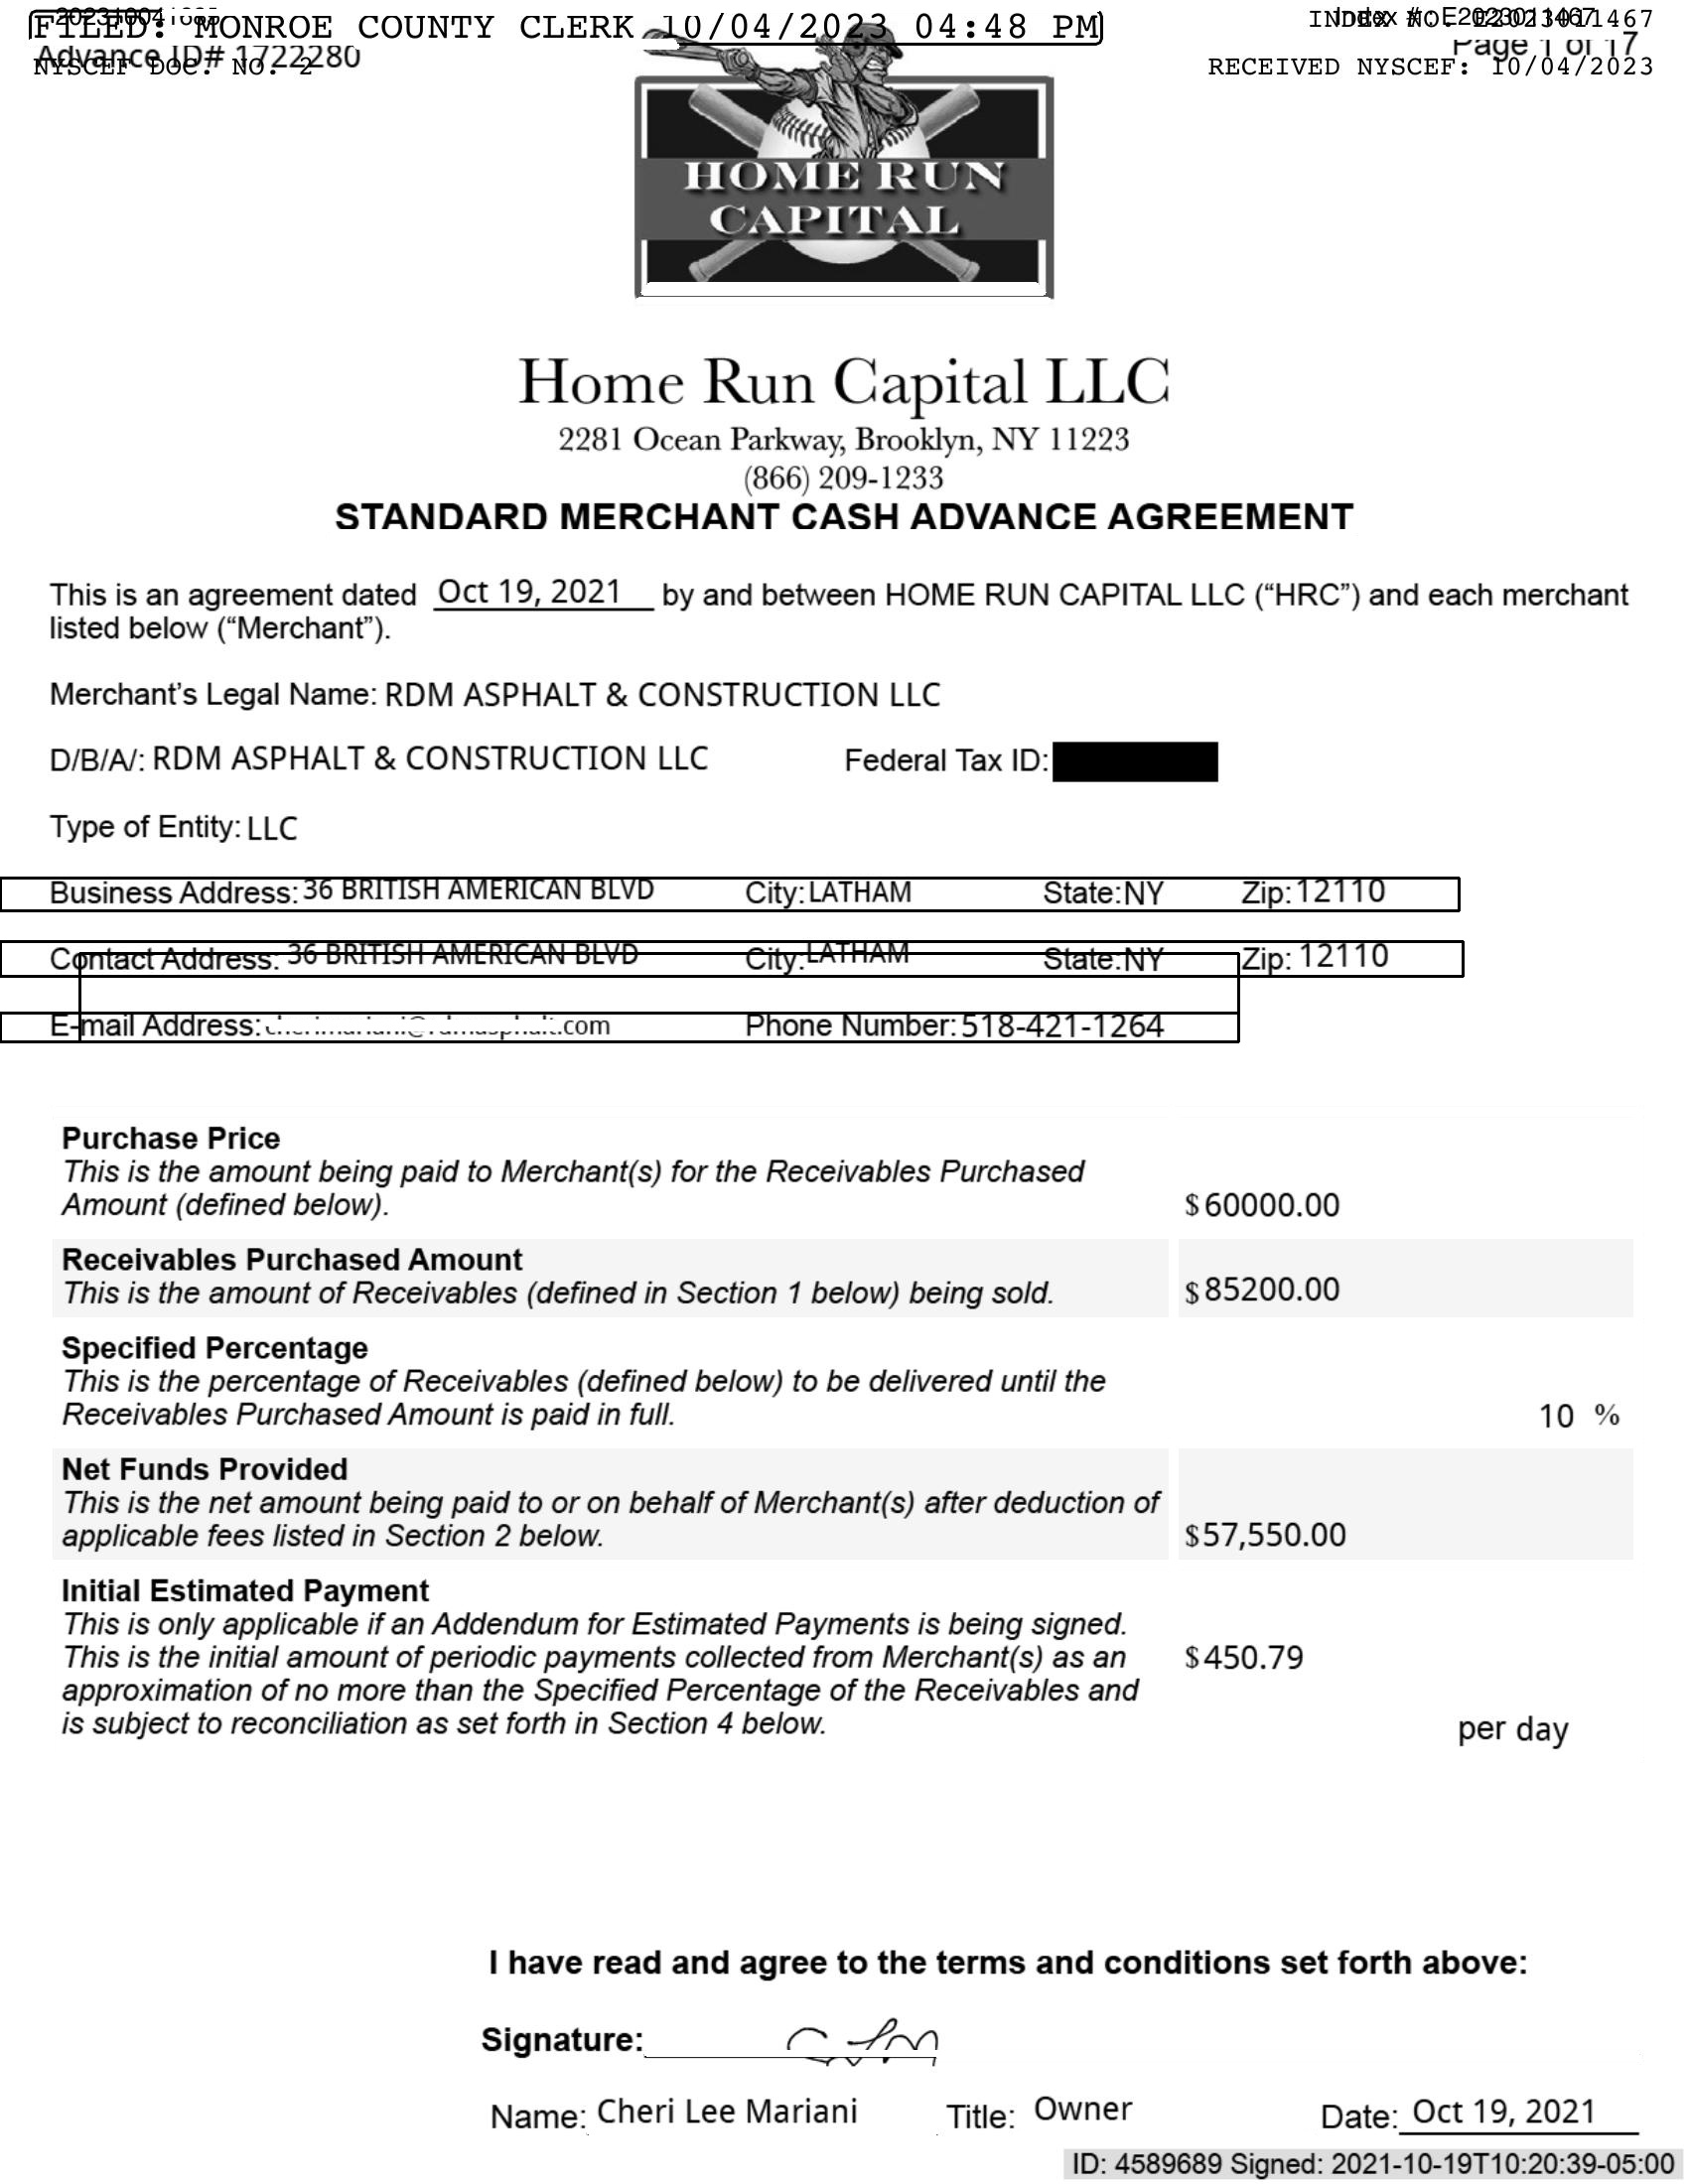 FILED: MONROE COUNTY CLERK 10/04/2023 04:48 PM
INDEX NO. E2023011467
Index #: E2023011467
Advance ID# 1722280
Page 1 of 17
NYSCEF DOC. NO. 2
RECEIVED NYSCEF: 10/04/2023
HOME RUN
CAPITAL
Home Run Capital LLC
2281 Ocean Parkway, Brooklyn, NY 11223
(866) 209-1233
STANDARD MERCHANT CASH ADVANCE AGREEMENT
This is an agreement dated Oct 19, 2021 by and between HOME RUN CAPITAL LLC (“HRC”) and each merchant
listed below (“Merchant”).
Merchant’s Legal Name: RDM ASPHALT & CONSTRUCTION LLC
D/B/A/: RDM ASPHALT & CONSTRUCTION LLC Federal Tax ID:
Type of Entity: LLC
Business Address: 36 BRITISH AMERICAN BLVD City: LATHAM State: NY Zip: 12110
Contact Address: 36 BRITISH AMERICAN BLVD City: LATHAM State: NY Zip: 12110
E-mail Address: cherimariani@rdmasphalt.com Phone Number: 518-421-1264
Purchase Price
This is the amount being paid to Merchant(s) for the Receivables Purchased
Amount (defined below). $60000.00
Receivables Purchased Amount
This is the amount of Receivables (defined in Section 1 below) being sold. $85200.00
Specified Percentage
This is the percentage of Receivables (defined below) to be delivered until the
Receivables Purchased Amount is paid in full. 10 %
Net Funds Provided
This is the net amount being paid to or on behalf of Merchant(s) after deduction of
applicable fees listed in Section 2 below. $57,550.00
Initial Estimated Payment
This is only applicable if an Addendum for Estimated Payments is being signed.
This is the initial amount of periodic payments collected from Merchant(s) as an $450.79
approximation of no more than the Specified Percentage of the Receivables and
is subject to reconciliation as set forth in Section 4 below. per day
I have read and agree to the terms and conditions set forth above:
Signature:
Name: Cheri Lee Mariani Title: Owner Date: Oct 19, 2021
ID: 4589689 Signed: 2021-10-19T10:20:39-05:00